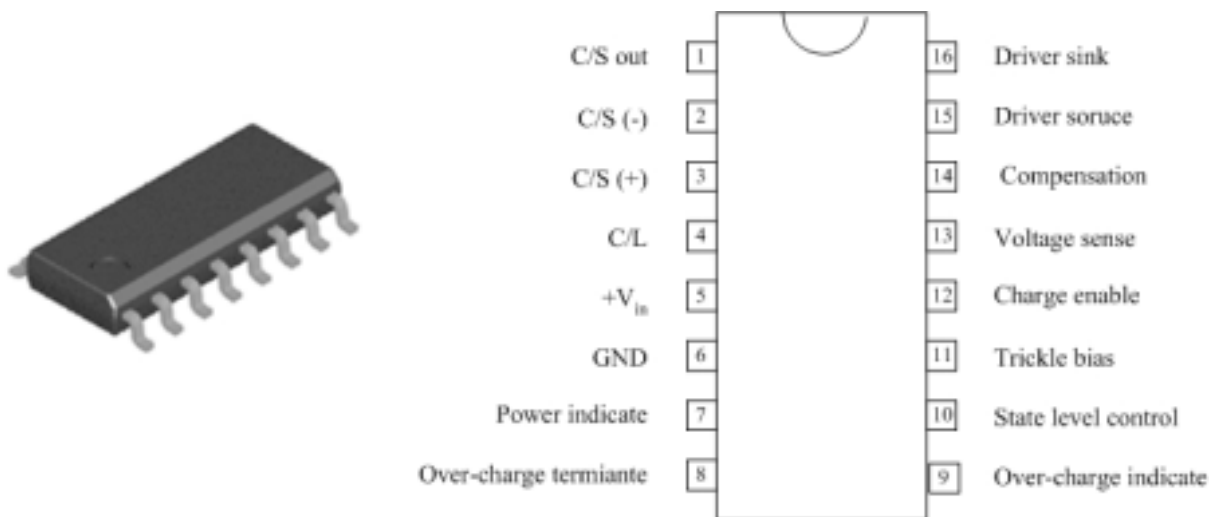 C/S out 1
C/S (-) 2
C/S (+) 3
C/L 4
+Vin 5
GND 6
Power indicate 7
Over-charge termiante 8
16 Driver sink
15 Driver soruce
14 Compensation
13 Voltage sense
12 Charge enable
11 Trickle bias
10 State level control
9 Over-charge indicate